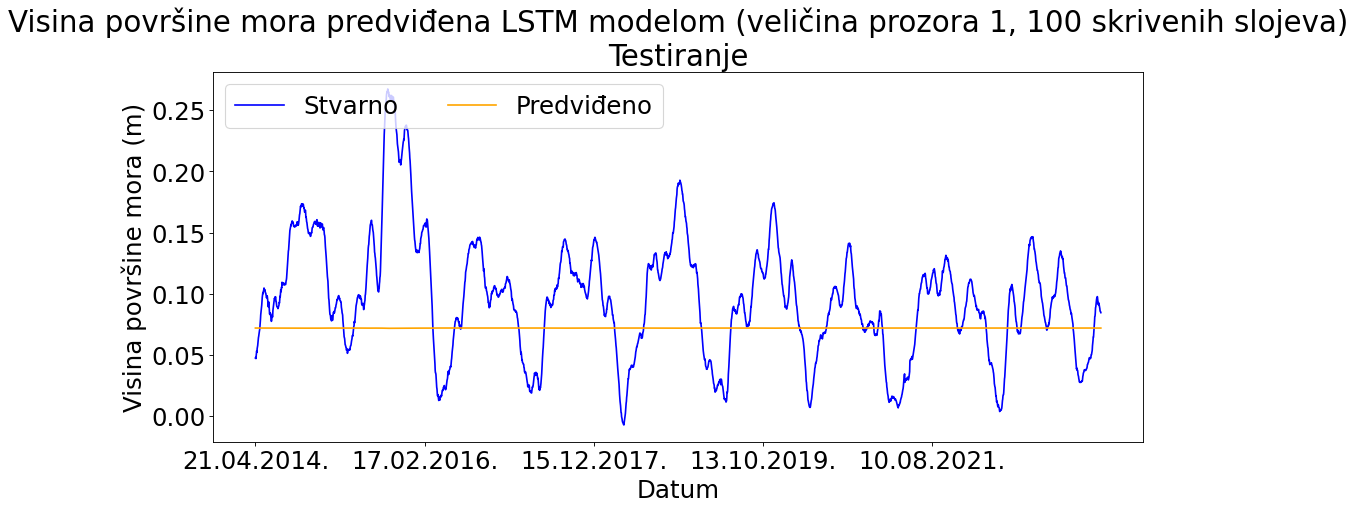 Visina površine mora predviđena LSTM modelom (veličina prozora 1, 100 skrivenih slojeva)
Testiranje
Stvarno Predviđeno
Visina površine mora (m)
0.25
0.20
0.15
0.10
0.05
0.00
21.04.2014. 17.02.2016. 15.12.2017. 13.10.2019. 10.08.2021.
Datum